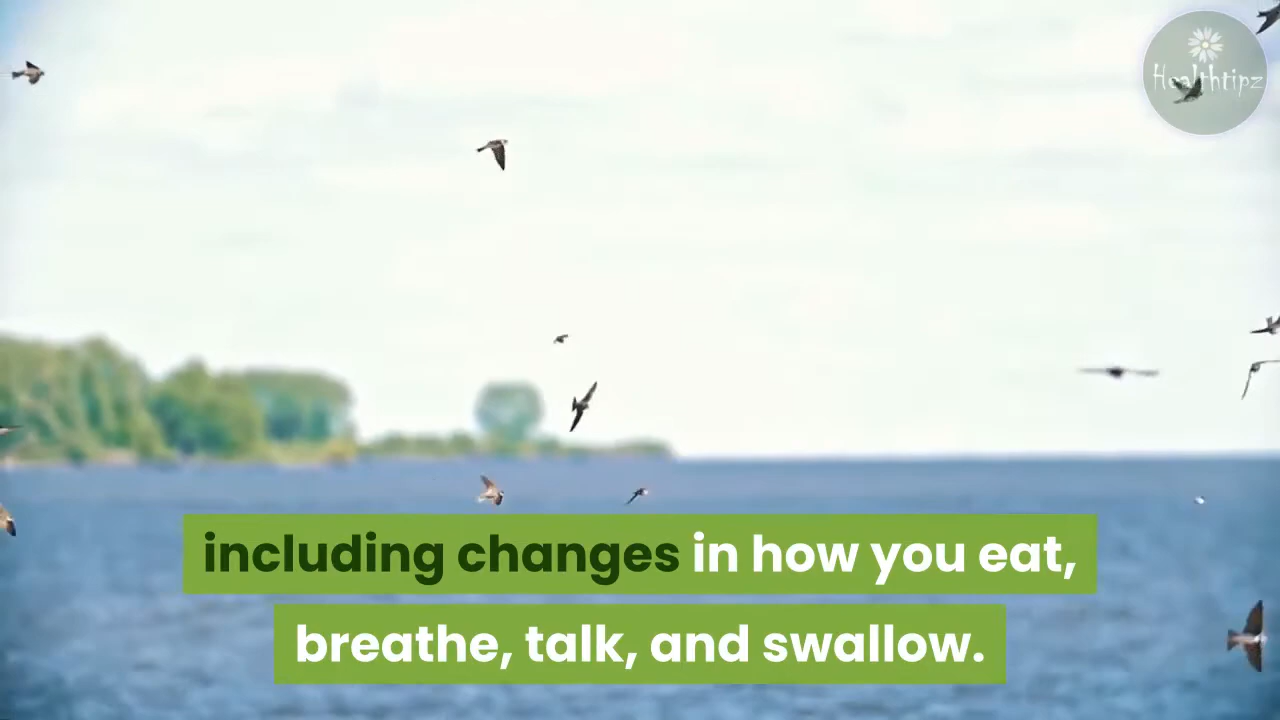 Healthtipz
including changes in how you eat,
breathe, talk, and swallow.